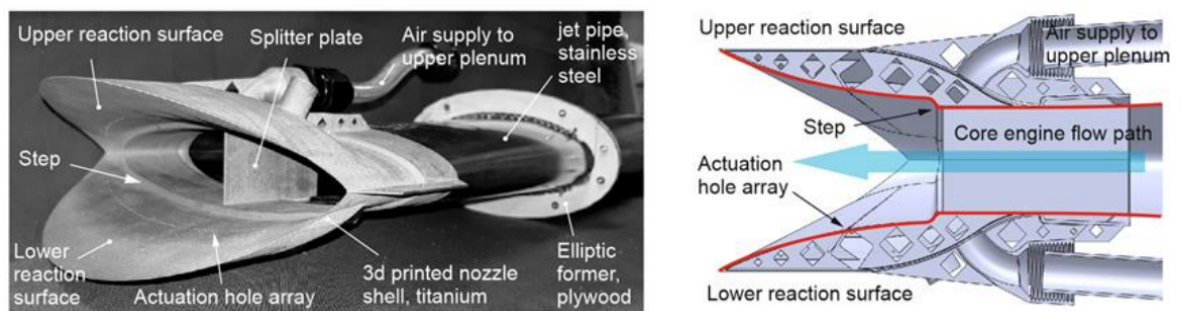 Upper reaction surface
Splitter plate
Air supply to
upper plenum
jet pipe,
stainless
steel
Step
Lower
reaction
surface
Actuation hole array
3d printed nozzle
shell, titanium
Elliptic
former,
plywood
Upper reaction surface
Air supply to
upper plenum
Step
Core engine flow path
Actuation
hole array
Lower reaction surface